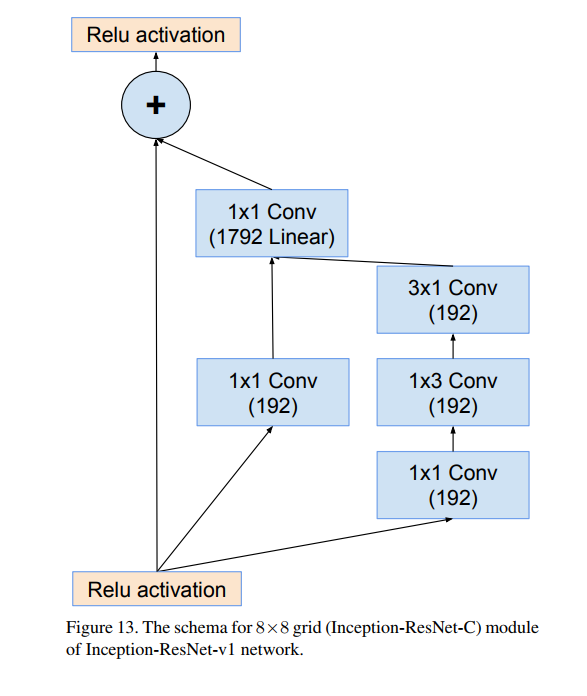 Relu activation
+
1x1 Conv
(1792 Linear)
3x1 Conv
(192)
1x1 Conv
(192)
1x3 Conv
(192)
1x1 Conv
(192)
Relu activation
Figure 13. The schema for 8×8 grid (Inception-ResNet-C) module
of Inception-ResNet-v1 network.